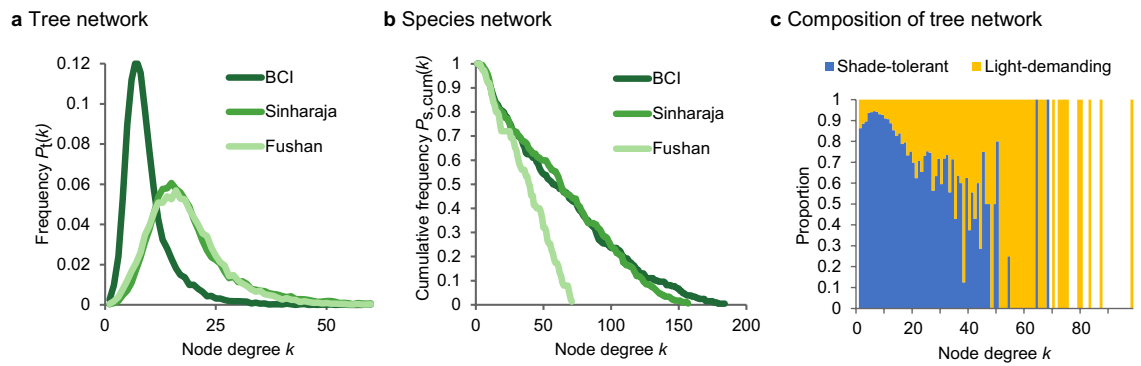 a Tree network
0.12
0.1
0.08
0.06
0.04
0.02
0
Frequency Pt(k)
BCI
Sinharaja
Fushan
0 25 50
Node degree k
b Species network
1
0.9
0.8
0.7
0.6
0.5
0.4
0.3
0.2
0.1
0
Cumulative frequency Ps,cum(k)
BCI
Sinharaja
Fushan
0 50 100 150 200
Node degree k
c Composition of tree network
Shade-tolerant Light-demanding
1
0.9
0.8
0.7
0.6
0.5
0.4
0.3
0.2
0.1
0
Proportion
0 20 40 60 80
Node degree k